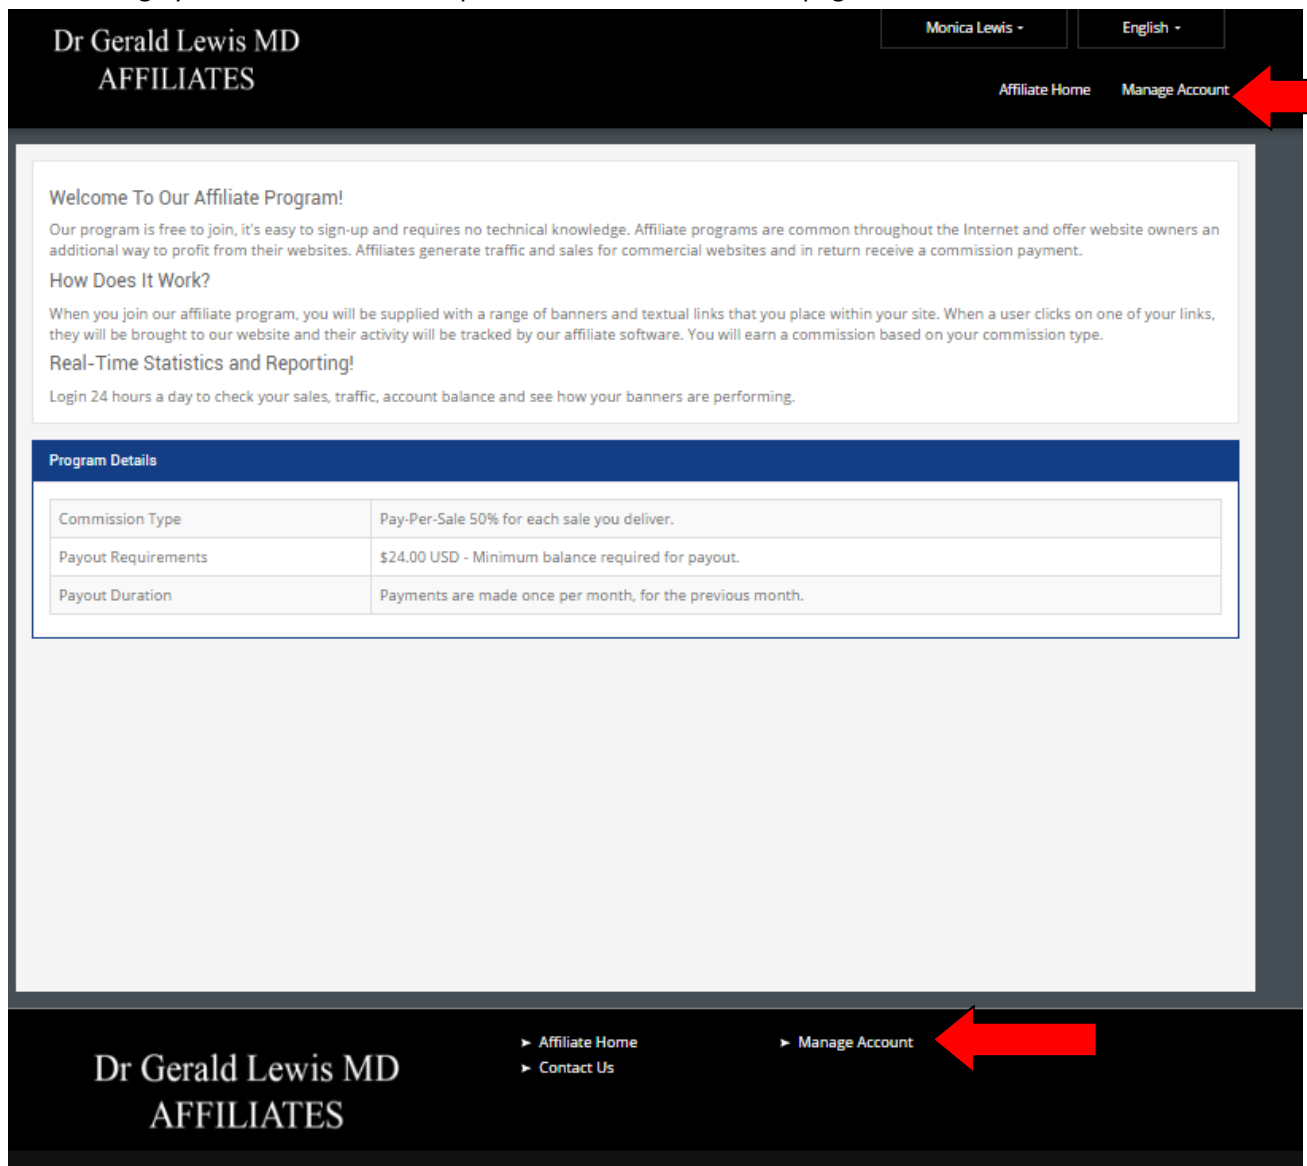 Dr Gerald Lewis MD
AFFILIATES
Monica Lewis
English
Affiliate Home
Manage Account
Welcome To Our Affiliate Program!
Our program is free to join, it's easy to sign-up and requires no technical knowledge. Affiliate programs are common throughout the Internet and offer website owners an
additional way to profit from their websites. Affiliates generate traffic and sales for commercial websites and in return receive a commission payment.
How Does It Work?
When you join our affiliate program, you will be supplied with a range of banners and textual links that you place within your site. When a user clicks on one of your links,
they will be brought to our website and their activity will be tracked by our affiliate software. You will earn a commission based on your commission type.
Real-Time Statistics and Reporting!
Login 24 hours a day to check your sales, traffic, account balance and see how your banners are performing.
Program Details
Commission Type
Pay-Per-Sale 50% for each sale you deliver.
Payout Requirements
$24.00 USD - Minimum balance required for payout.
Payout Duration
Payments are made once per month, for the previous month.
Dr Gerald Lewis MD
AFFILIATES
➤ Affiliate Home
➤ Contact Us
➤ Manage Account